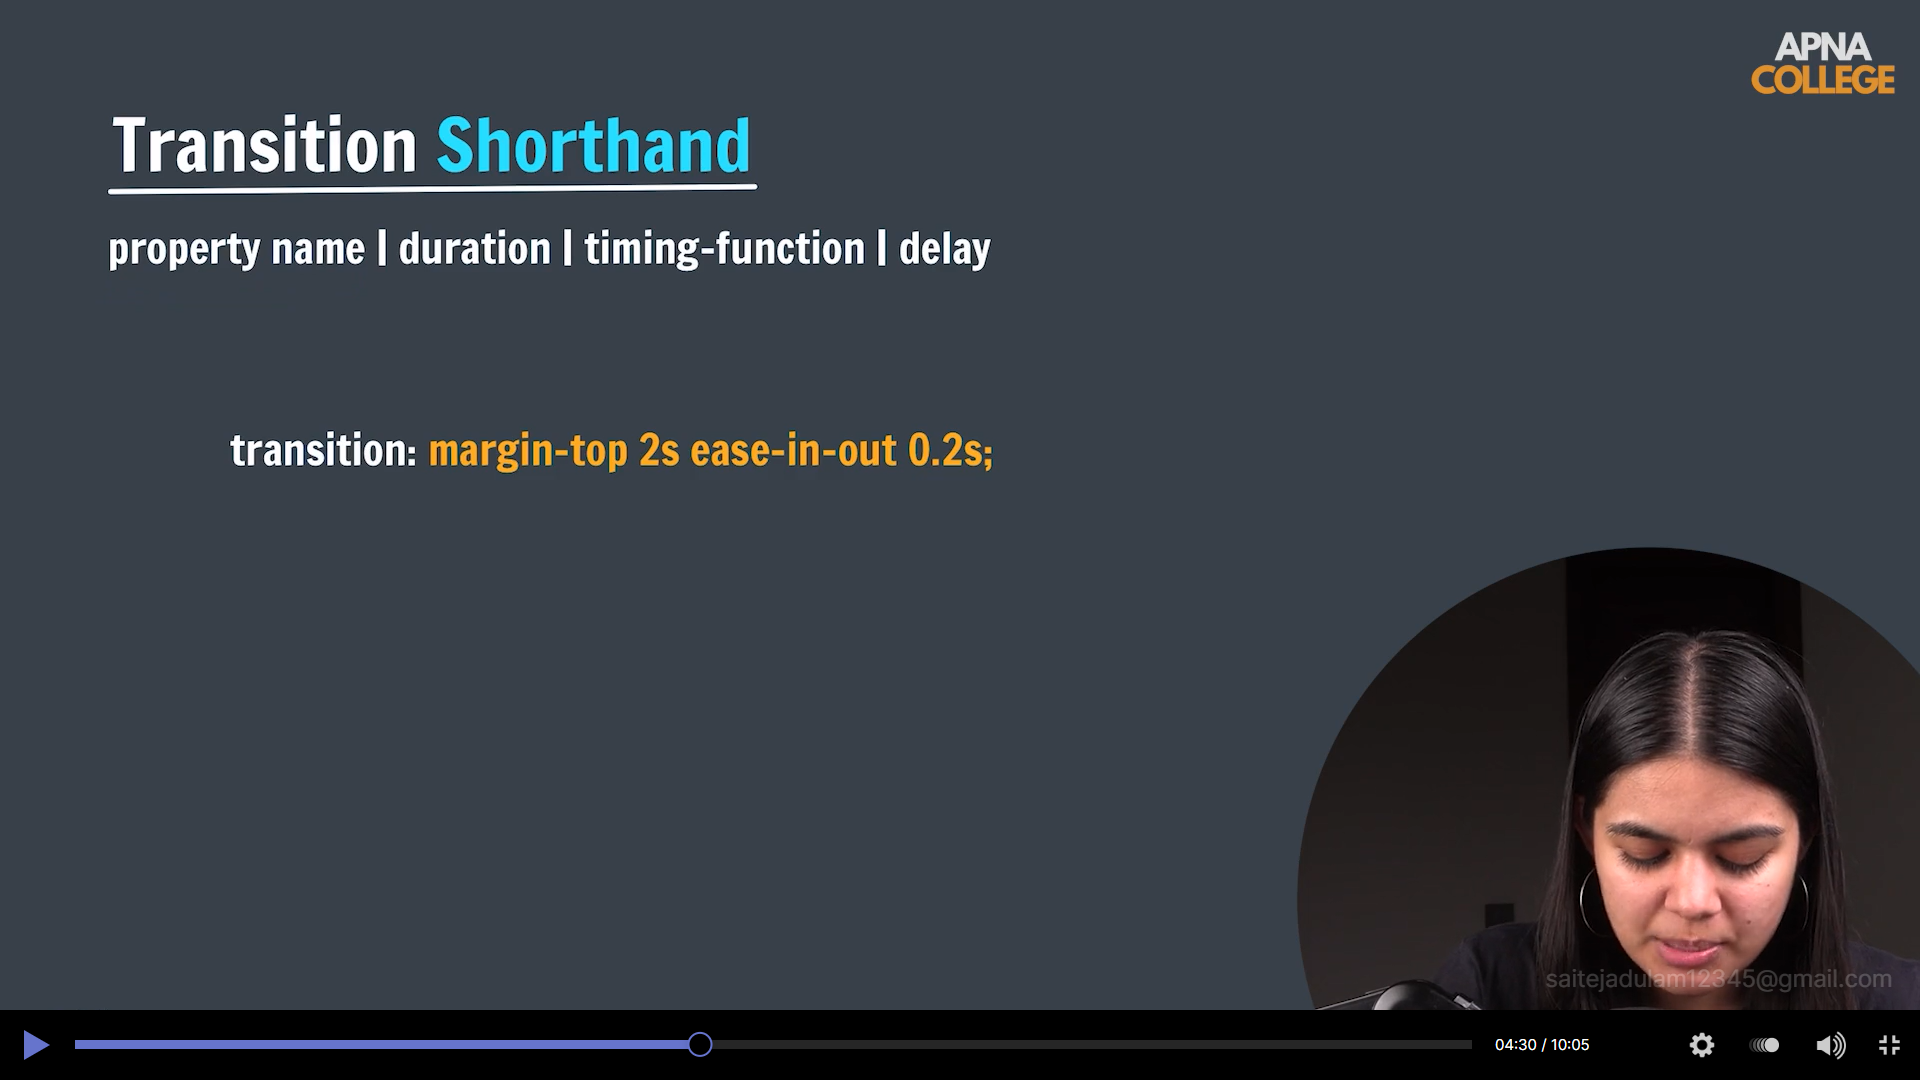 APNA
COLLEGE
Transition Shorthand
property name | duration | timing-function | delay
transition: margin-top 2s ease-in-out 0.2s;
saitejadulam12345@gmail.com
04:30 / 10:05